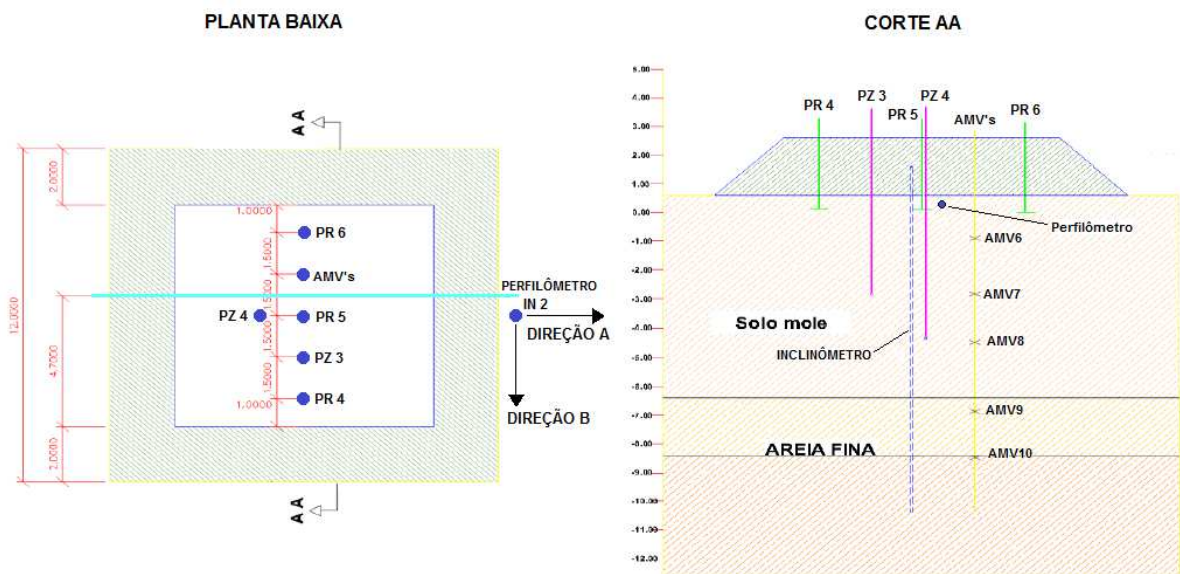 PLANTA BAIXA
AA
2.0000
12.0000
4.7000
2.0000
1.0000
1.5000
1.5000
1.5000
1.5000
1.0000
PR 6
AMV's
PERFILÔMETRO
IN 2
PZ 4
PR 5
DIREÇÃO A
PZ 3
PR 4
DIREÇÃO B
AA
CORTE AA
5.00
4.00
3.00
2.00
1.00
0.00
-1.00
-2.00
-3.00
-4.00
-5.00
-6.00
-7.00
-8.00
-9.00
-10.00
-11.00
-12.00
PR 4
PZ 3
PR 5
PZ 4
AMV's
PR 6
Perfilômetro
AMV6
AMV7
Solo mole
INCLINÔMETRO
AMV8
AMV9
AREIA FINA
AMV10